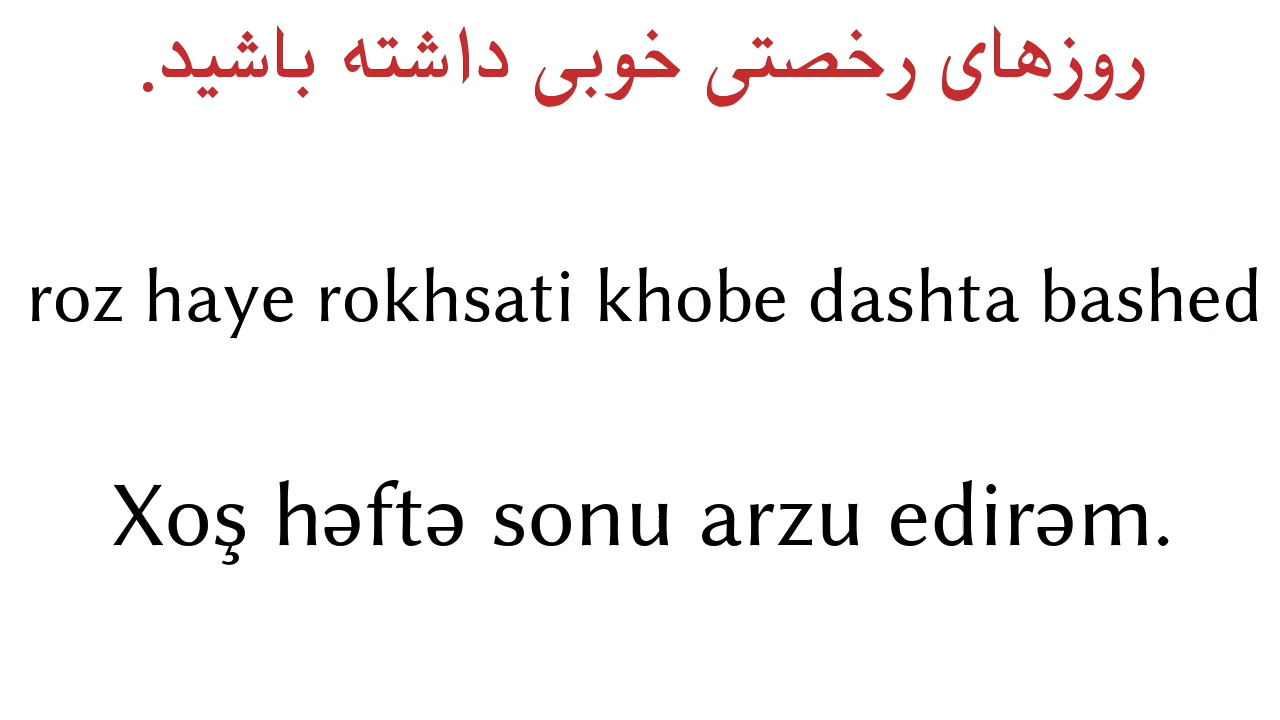 روزهای رخصتی خوبی داشته باشید.
roz haye rokhsati khobe dashta bashed
Xoş həftə sonu arzu edirəm.